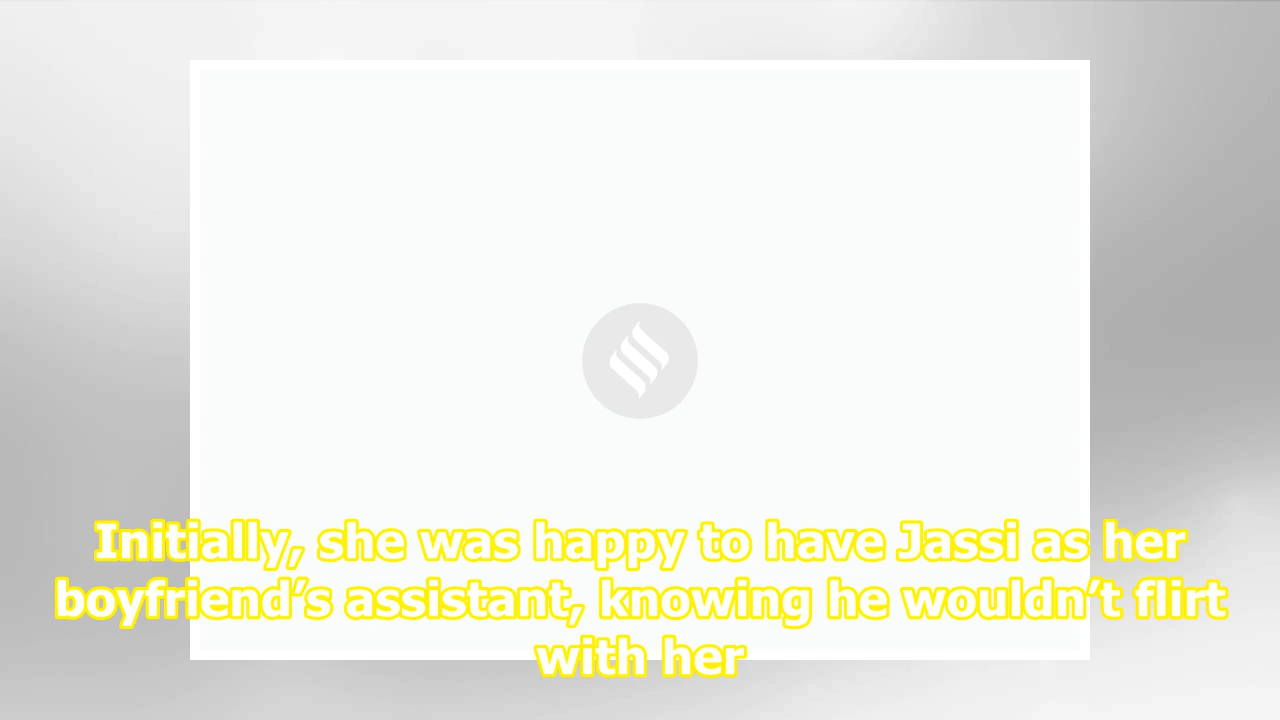 Initially, she was happy to have Jassi as her
boyfriend’s assistant, knowing he wouldn’t flirt
with her